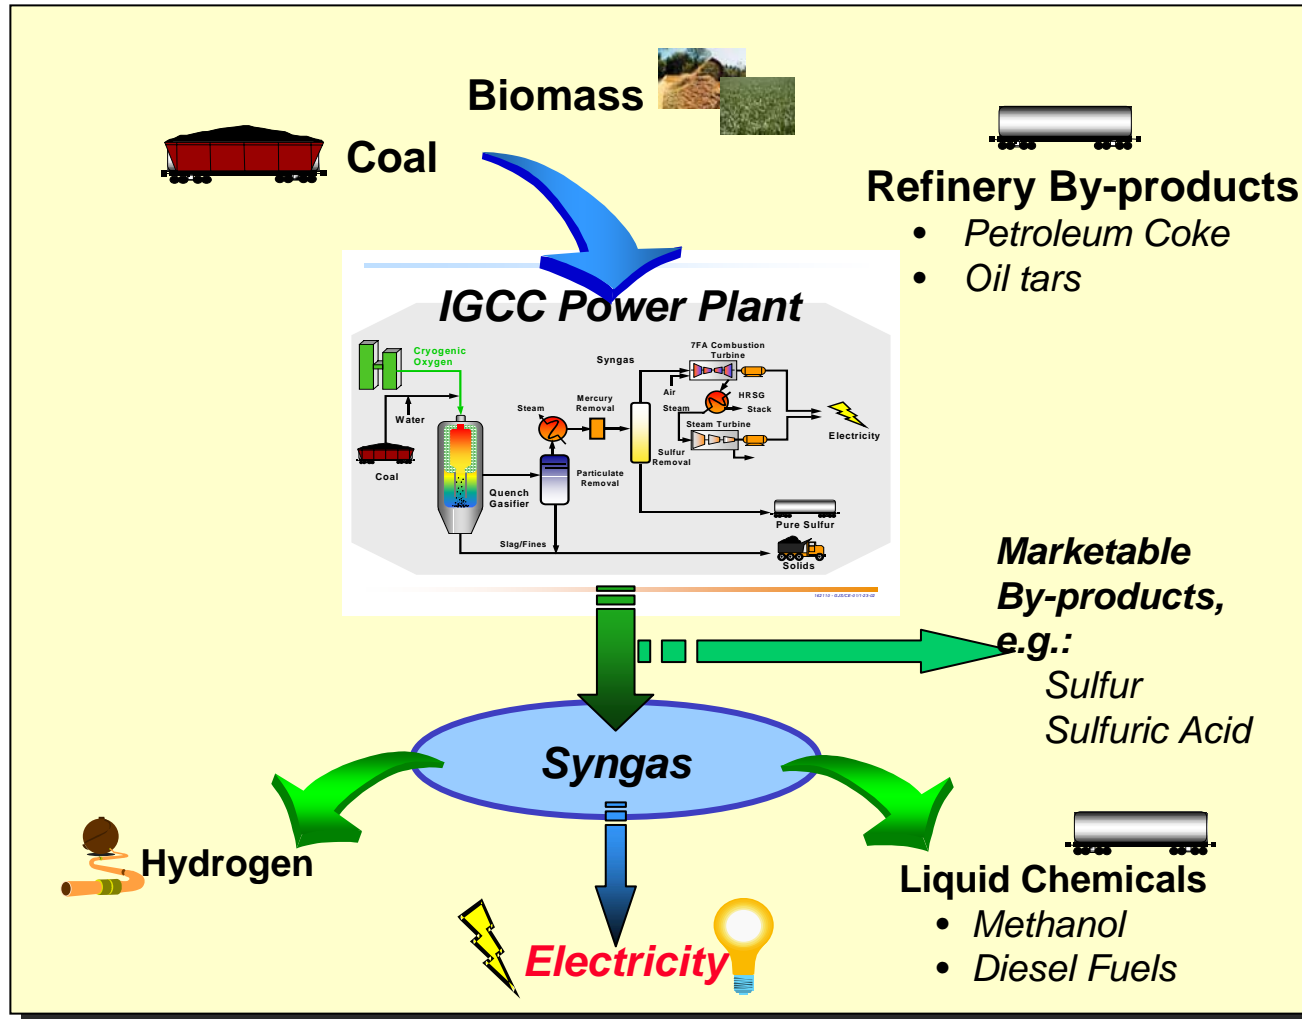 Biomass
Coal
Refinery By-products
• Petroleum Coke
• Oil tars
IGCC Power Plant
Cryogenic
Oxygen
Water
Coal
Quench
Gasifier
Slag/Fines
Steam
Particulate
Removal
Mercury
Removal
Syngas
Sulfur
Removal
7FA Combustion
Turbine
Air
HRSG
Steam
Stack
Steam Turbine
Electricity
Pure Sulfur
Solids
Marketable
By-products,
e.g.:
Sulfur
Sulfuric Acid
Syngas
Hydrogen
Electricity
Liquid Chemicals
• Methanol
• Diesel Fuels